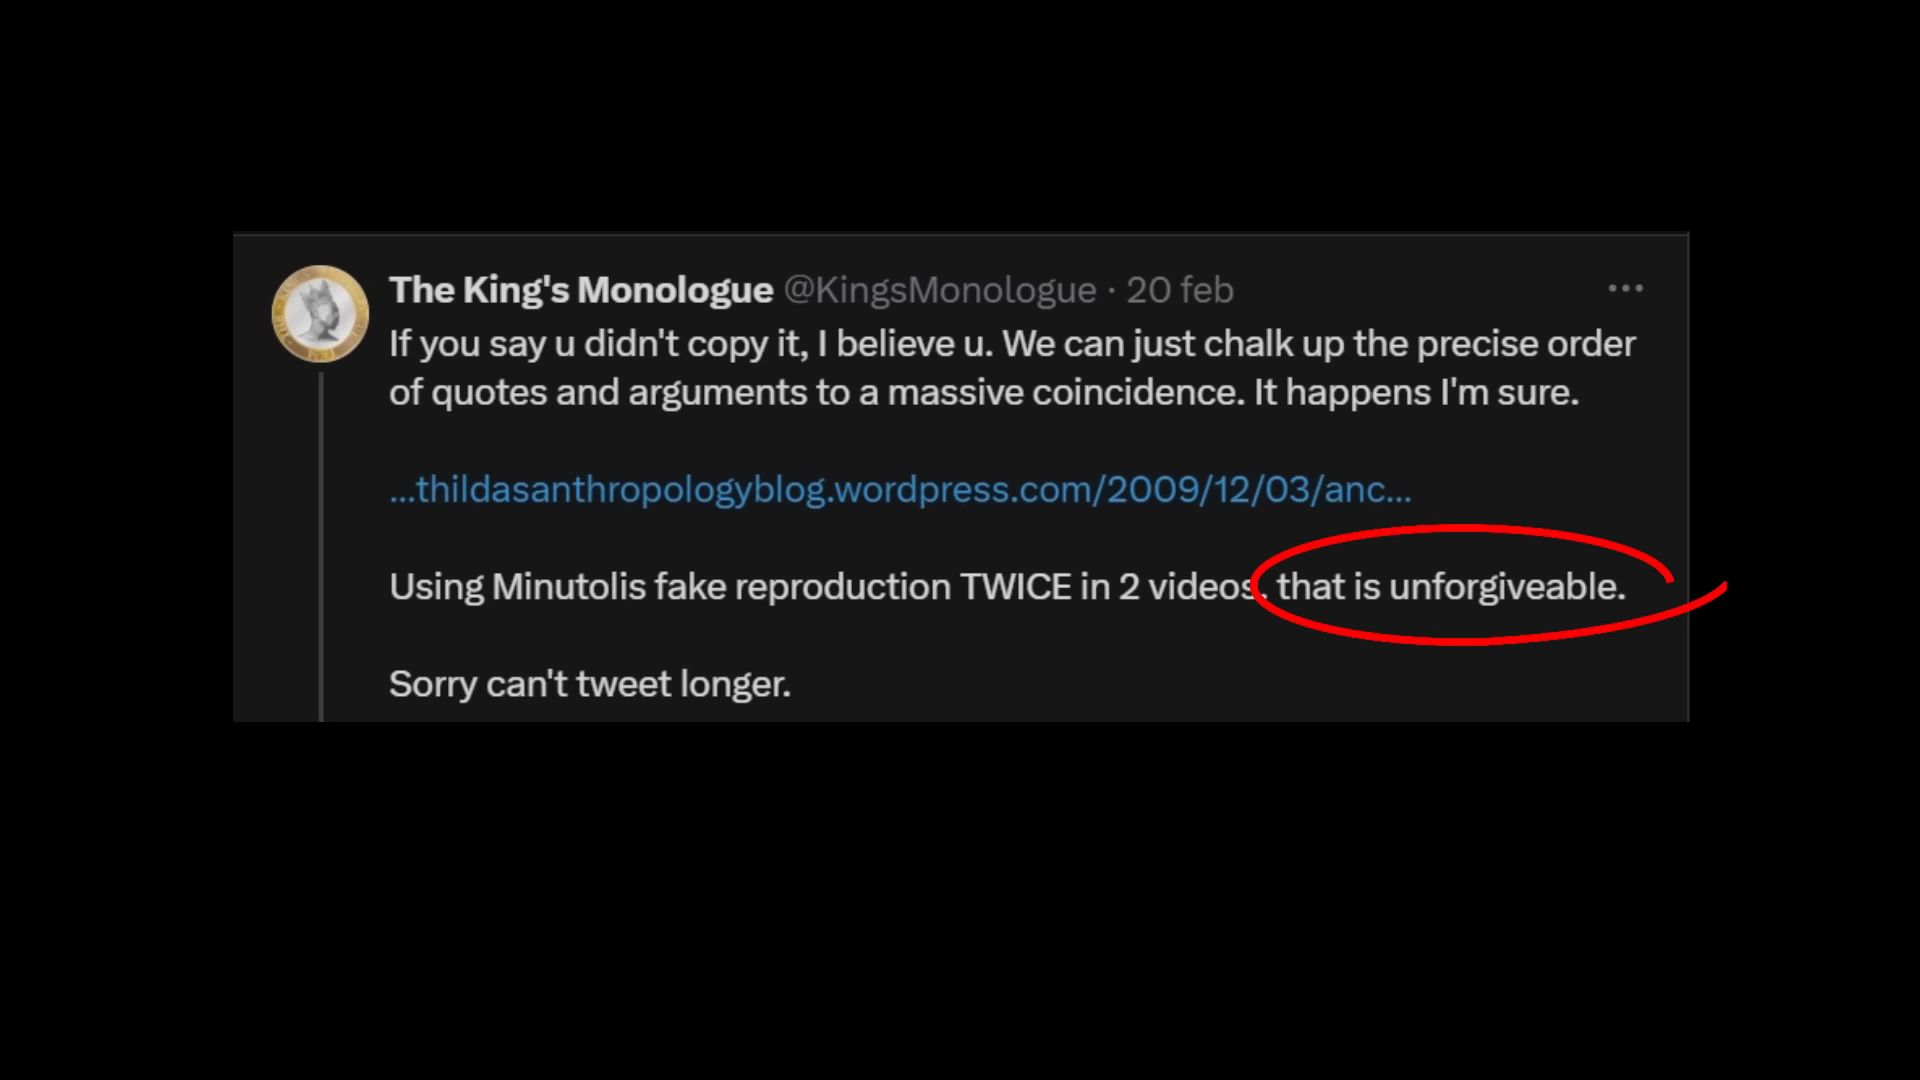 The King's Monologue @KingsMonologue · 20 feb
If you say u didn't copy it, I believe u. We can just chalk up the precise order
of quotes and arguments to a massive coincidence. It happens I'm sure.
...thildasanthropologyblog.wordpress.com/2009/12/03/anc...
Using Minutolis fake reproduction TWICE in 2 videos, that is unforgiveable.
Sorry can't tweet longer.